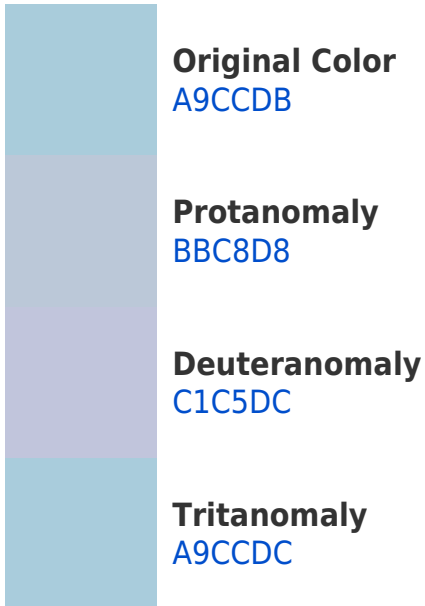 Original Color
A9CCDB
Protanomaly
BBC8D8
Deuteranomaly
C1C5DC
Tritanomaly
A9CCDC